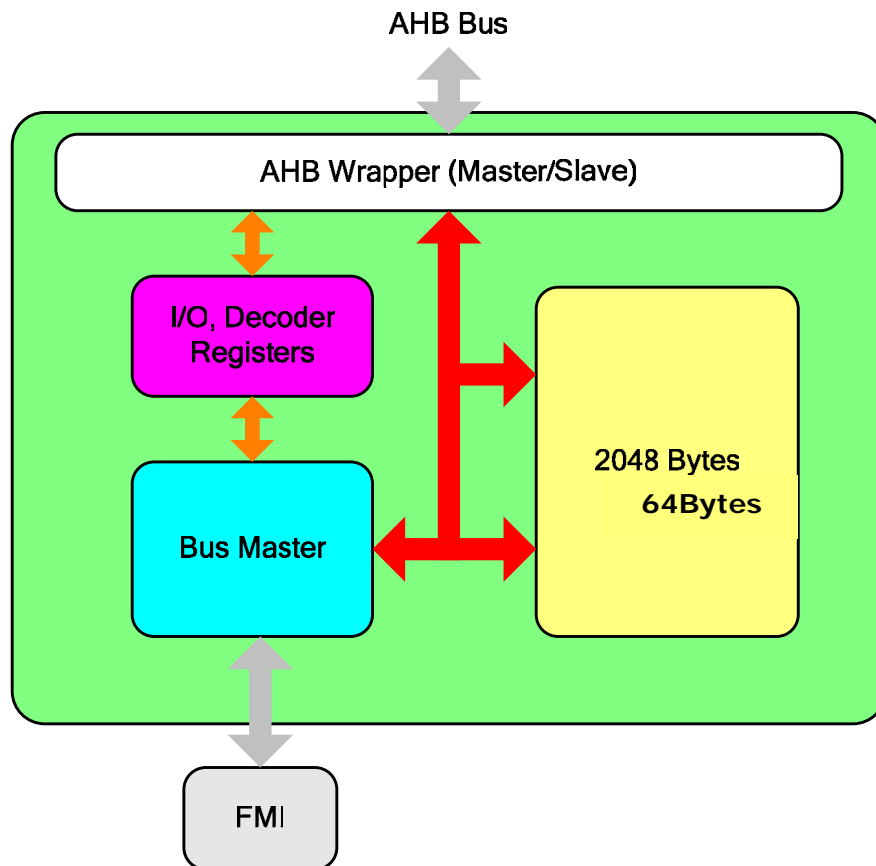 AHB Bus
AHB Wrapper (Master/Slave)
I/O, Decoder
Registers
2048 Bytes
64Bytes
Bus Master
FMI